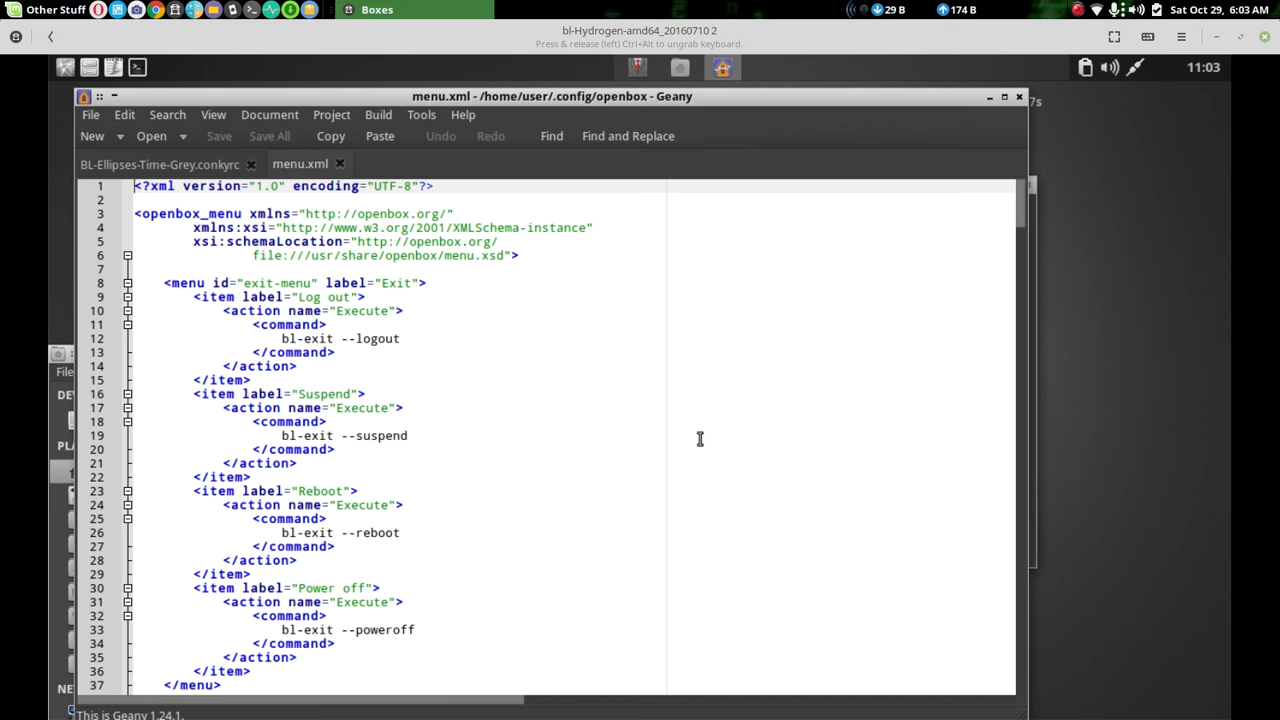 Other Stuff
Boxes
29 B
174 B
Sat Oct 29, 6:03 AM
bl-Hydrogen-amd64_20160710 2
Press & release (left) Ctrl+Alt to ungrab keyboard.
11:03
menu.xml - /home/user/.config/openbox - Geany
7s
File Edit Search View Document Project Build Tools Help
New Open Save Save All Copy Paste Undo Redo Find Find and Replace
BL-Ellipses-Time-Grey.conkyrc menu.xml
1 <?xml version="1.0" encoding="UTF-8"?>
2
3 <openbox_menu xmlns="http://openbox.org/"
4 xmlns:xsi="http://www.w3.org/2001/XMLSchema-instance"
5 xsi:schemaLocation="http://openbox.org/
6 file:///usr/share/openbox/menu.xsd">
7
8 <menu id="exit-menu" label="Exit">
9 <item label="Log out">
10 <action name="Execute">
11 <command>
12 bl-exit --logout
13 </command>
14 </action>
15 </item>
16 <item label="Suspend">
17 <action name="Execute">
18 <command>
19 bl-exit --suspend
20 </command>
21 </action>
22 </item>
23 <item label="Reboot">
24 <action name="Execute">
25 <command>
26 bl-exit --reboot
27 </command>
28 </action>
29 </item>
30 <item label="Power off">
31 <action name="Execute">
32 <command>
33 bl-exit --poweroff
34 </command>
35 </action>
36 </item>
37 </menu>
File
DE
PLA
NE
This is Geany 1.24.1.